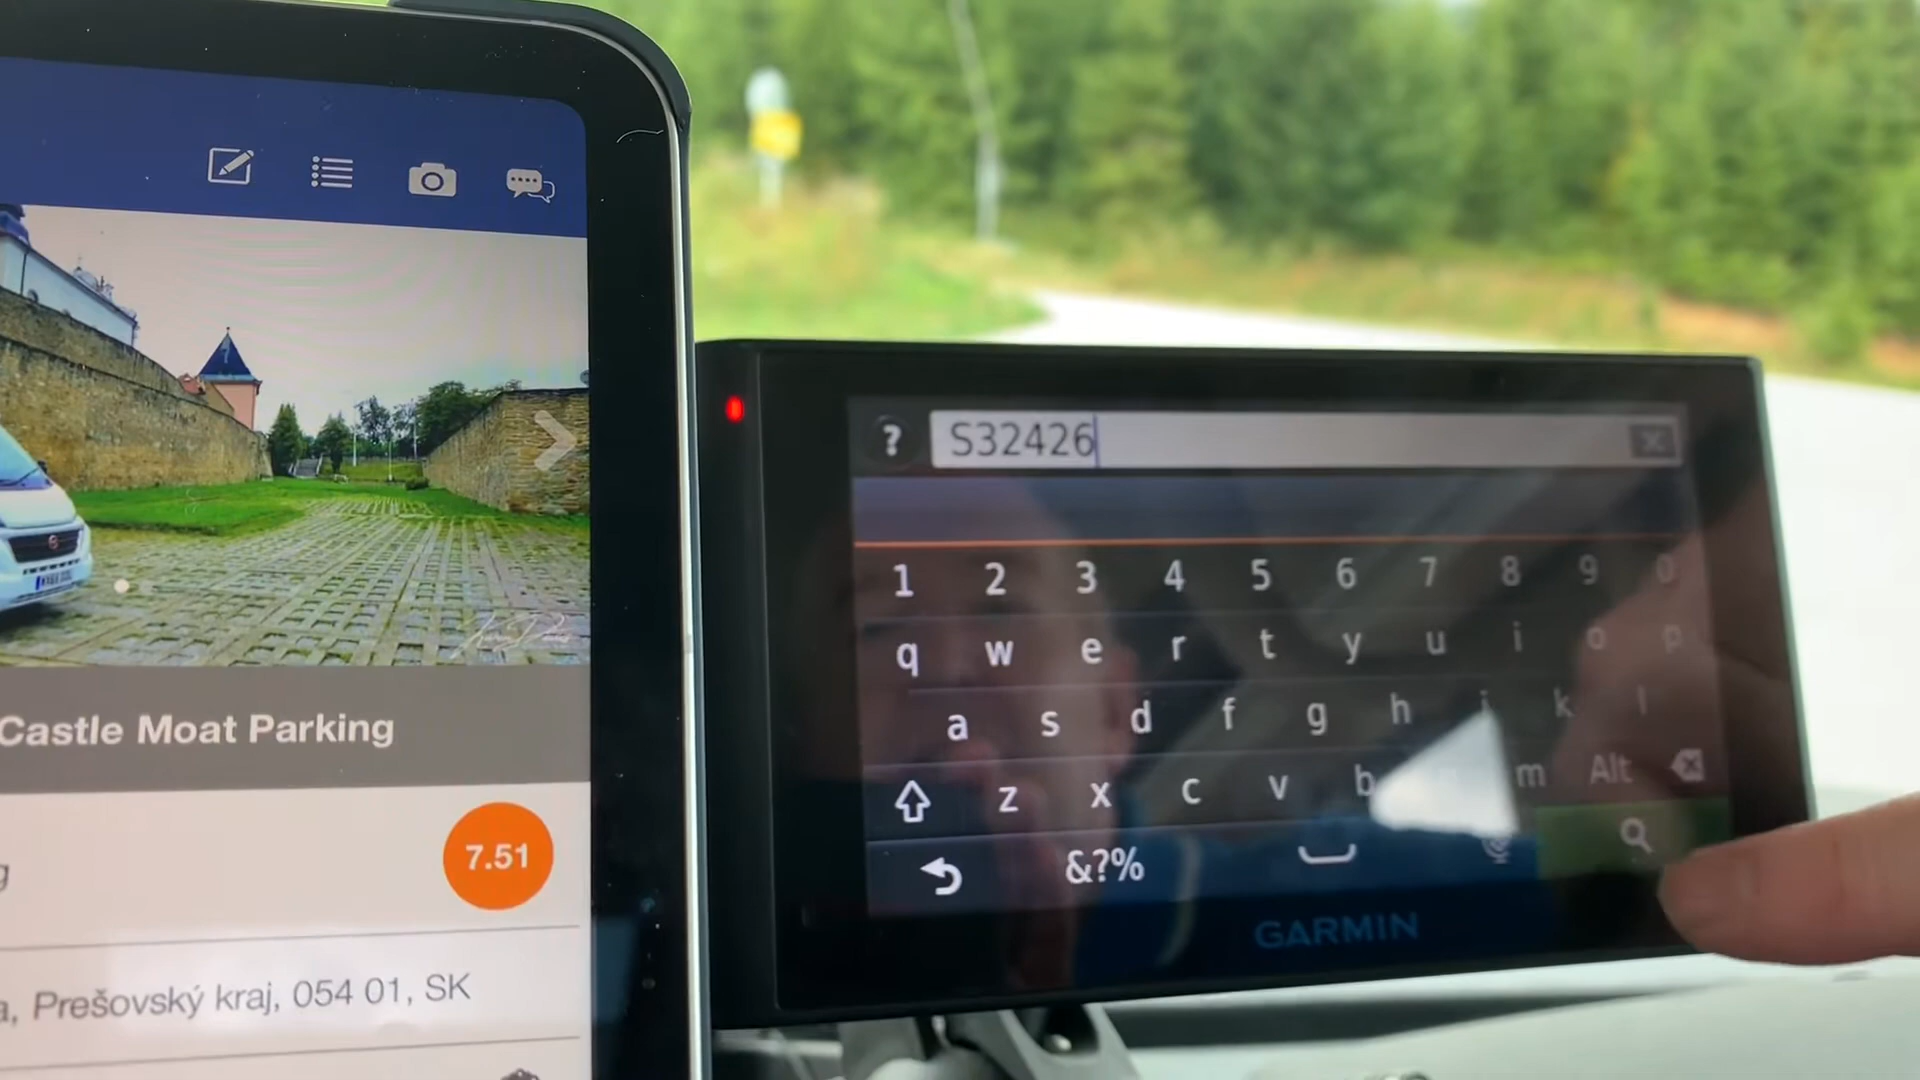 Castle Moat Parking
g
7.51
a, Prešovský kraj, 054 01, SK
? S32426
1 2 3 4 5 6 7 8 9 0
q w e r t y u i o p
a s d f g h j k l
z x c v b m Alt
&?%
GARMIN